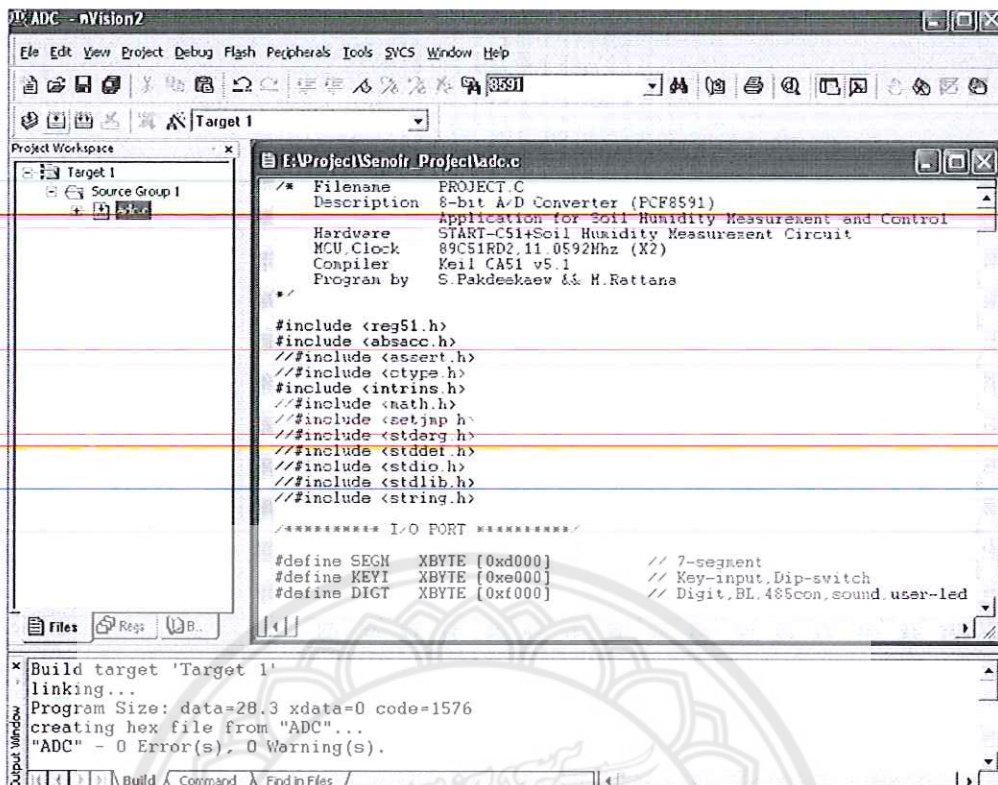 ADC - µVision2
File Edit View Project Debug Flash Peripherals Tools SVCS Window Help
8591
Target 1
Project Workspace
Target 1
Source Group 1
adc.c
E:\Project\Senoir_Project\adc.c
/* Filename PROJECT.C
Description 8-bit A/D Converter (PCF8591)
Application for Soil Humidity Measurement and Control
Hardware START-C51+Soil Humidity Measurement Circuit
MCU,Clock 89C51RD2,11.0592Mhz (X2)
Compiler Keil CA51 v5.1
Program by S.Pakdeekaew && M.Rattana
*/
#include <reg51.h>
#include <absacc.h>
//#include <assert.h>
//#include <ctype.h>
#include <intrins.h>
//#include <math.h>
//#include <setjmp.h>
//#include <stdarg.h>
//#include <stddef.h>
//#include <stdio.h>
//#include <stdlib.h>
//#include <string.h>
/********** I/O PORT **********/
#define SEGM XBYTE [0xd000] // 7-segment
#define KEYI XBYTE [0xe000] // Key-input,Dip-switch
#define DIGT XBYTE [0xf000] // Digit,BL,485con,sound,user-led
Files Regs B..
Build target 'Target 1'
linking...
Program Size: data=28.3 xdata=0 code=1576
creating hex file from "ADC"...
"ADC" - 0 Error(s), 0 Warning(s).
Output Window
Build Command Find in Files